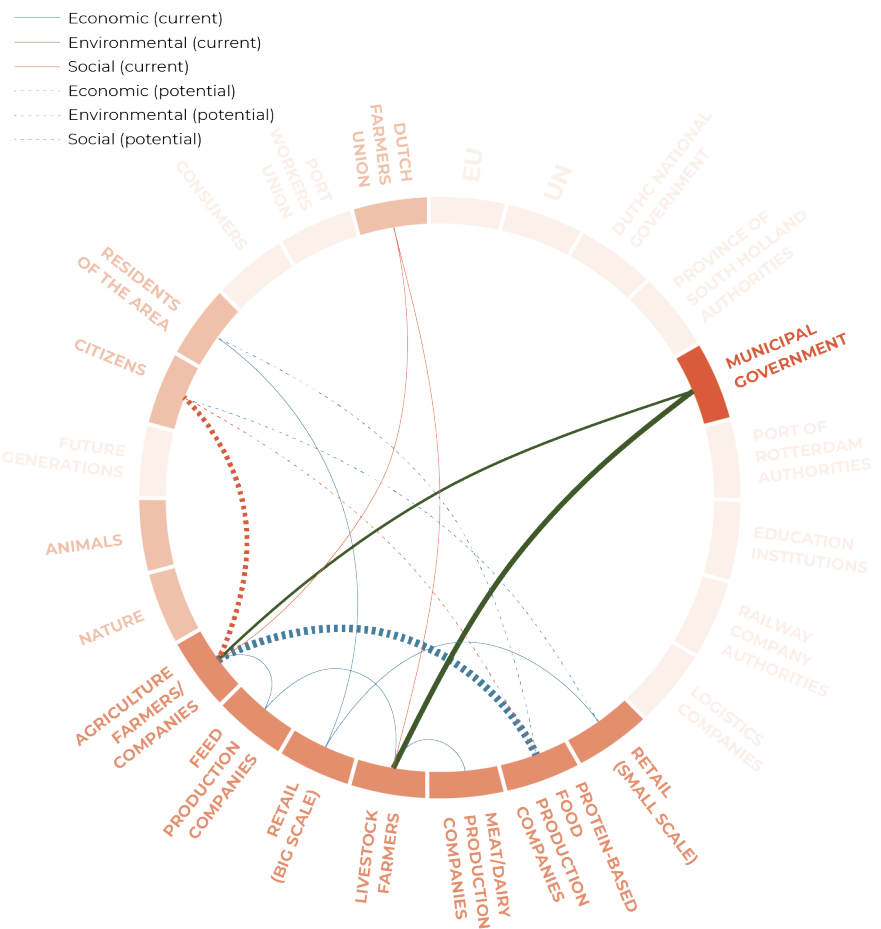 Economic (current)
Environmental (current)
Social (current)
Economic (potential)
Environmental (potential)
Social (potential)
DUTCH
FARMERS
UNION
EU
UN
DUTHC NATIONAL
GOVERNMENT
PROVINCE OF
SOUTH HOLLAND
AUTHORITIES
MUNICIPAL
GOVERNMENT
PORT OF
ROTTERDAM
AUTHORITIES
EDUCATION
INSTITUTIONS
RAILWAY
COMPANY
AUTHORITIES
LOGISTICS
COMPANIES
RETAIL
(SMALL SCALE)
PROTEIN-BASED
FOOD
PRODUCTION
COMPANIES
MEAT/DAIRY
PRODUCTION
COMPANIES
LIVESTOCK
FARMERS
RETAIL
(BIG SCALE)
FEED
PRODUCTION
COMPANIES
AGRICULTURE
FARMERS/
COMPANIES
NATURE
ANIMALS
FUTURE
GENERATIONS
CITIZENS
RESIDENTS
OF THE AREA
CONSUMERS
PORT
WORKERS
UNION